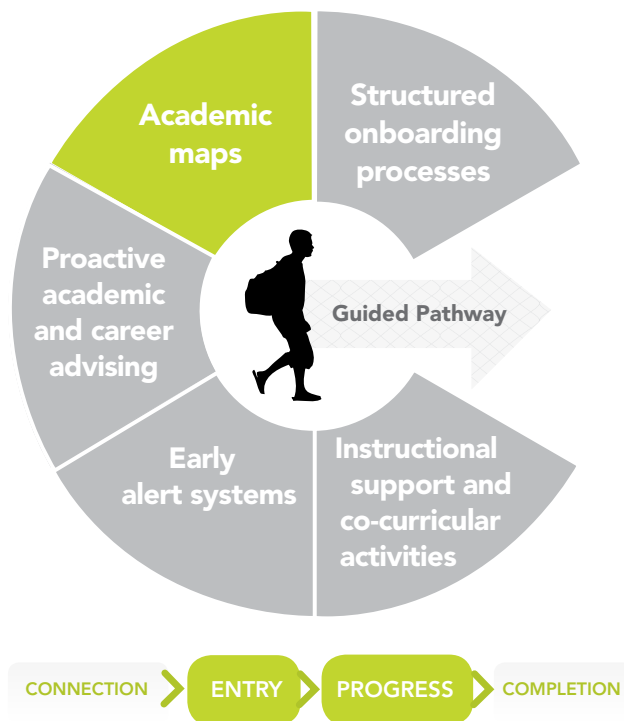 Academic
maps
Structured
onboarding
processes
Proactive
academic
and career
advising
Guided Pathway
Early
alert systems
Instructional
support and
co-curricular
activities
CONNECTION
ENTRY
PROGRESS
COMPLETION